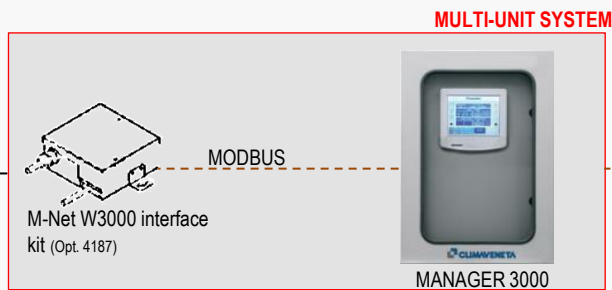 MULTI-UNIT SYSTEM
MODBUS
M-Net W3000 interface
kit (Opt. 4187)
CLIMAVENETA
MANAGER 3000